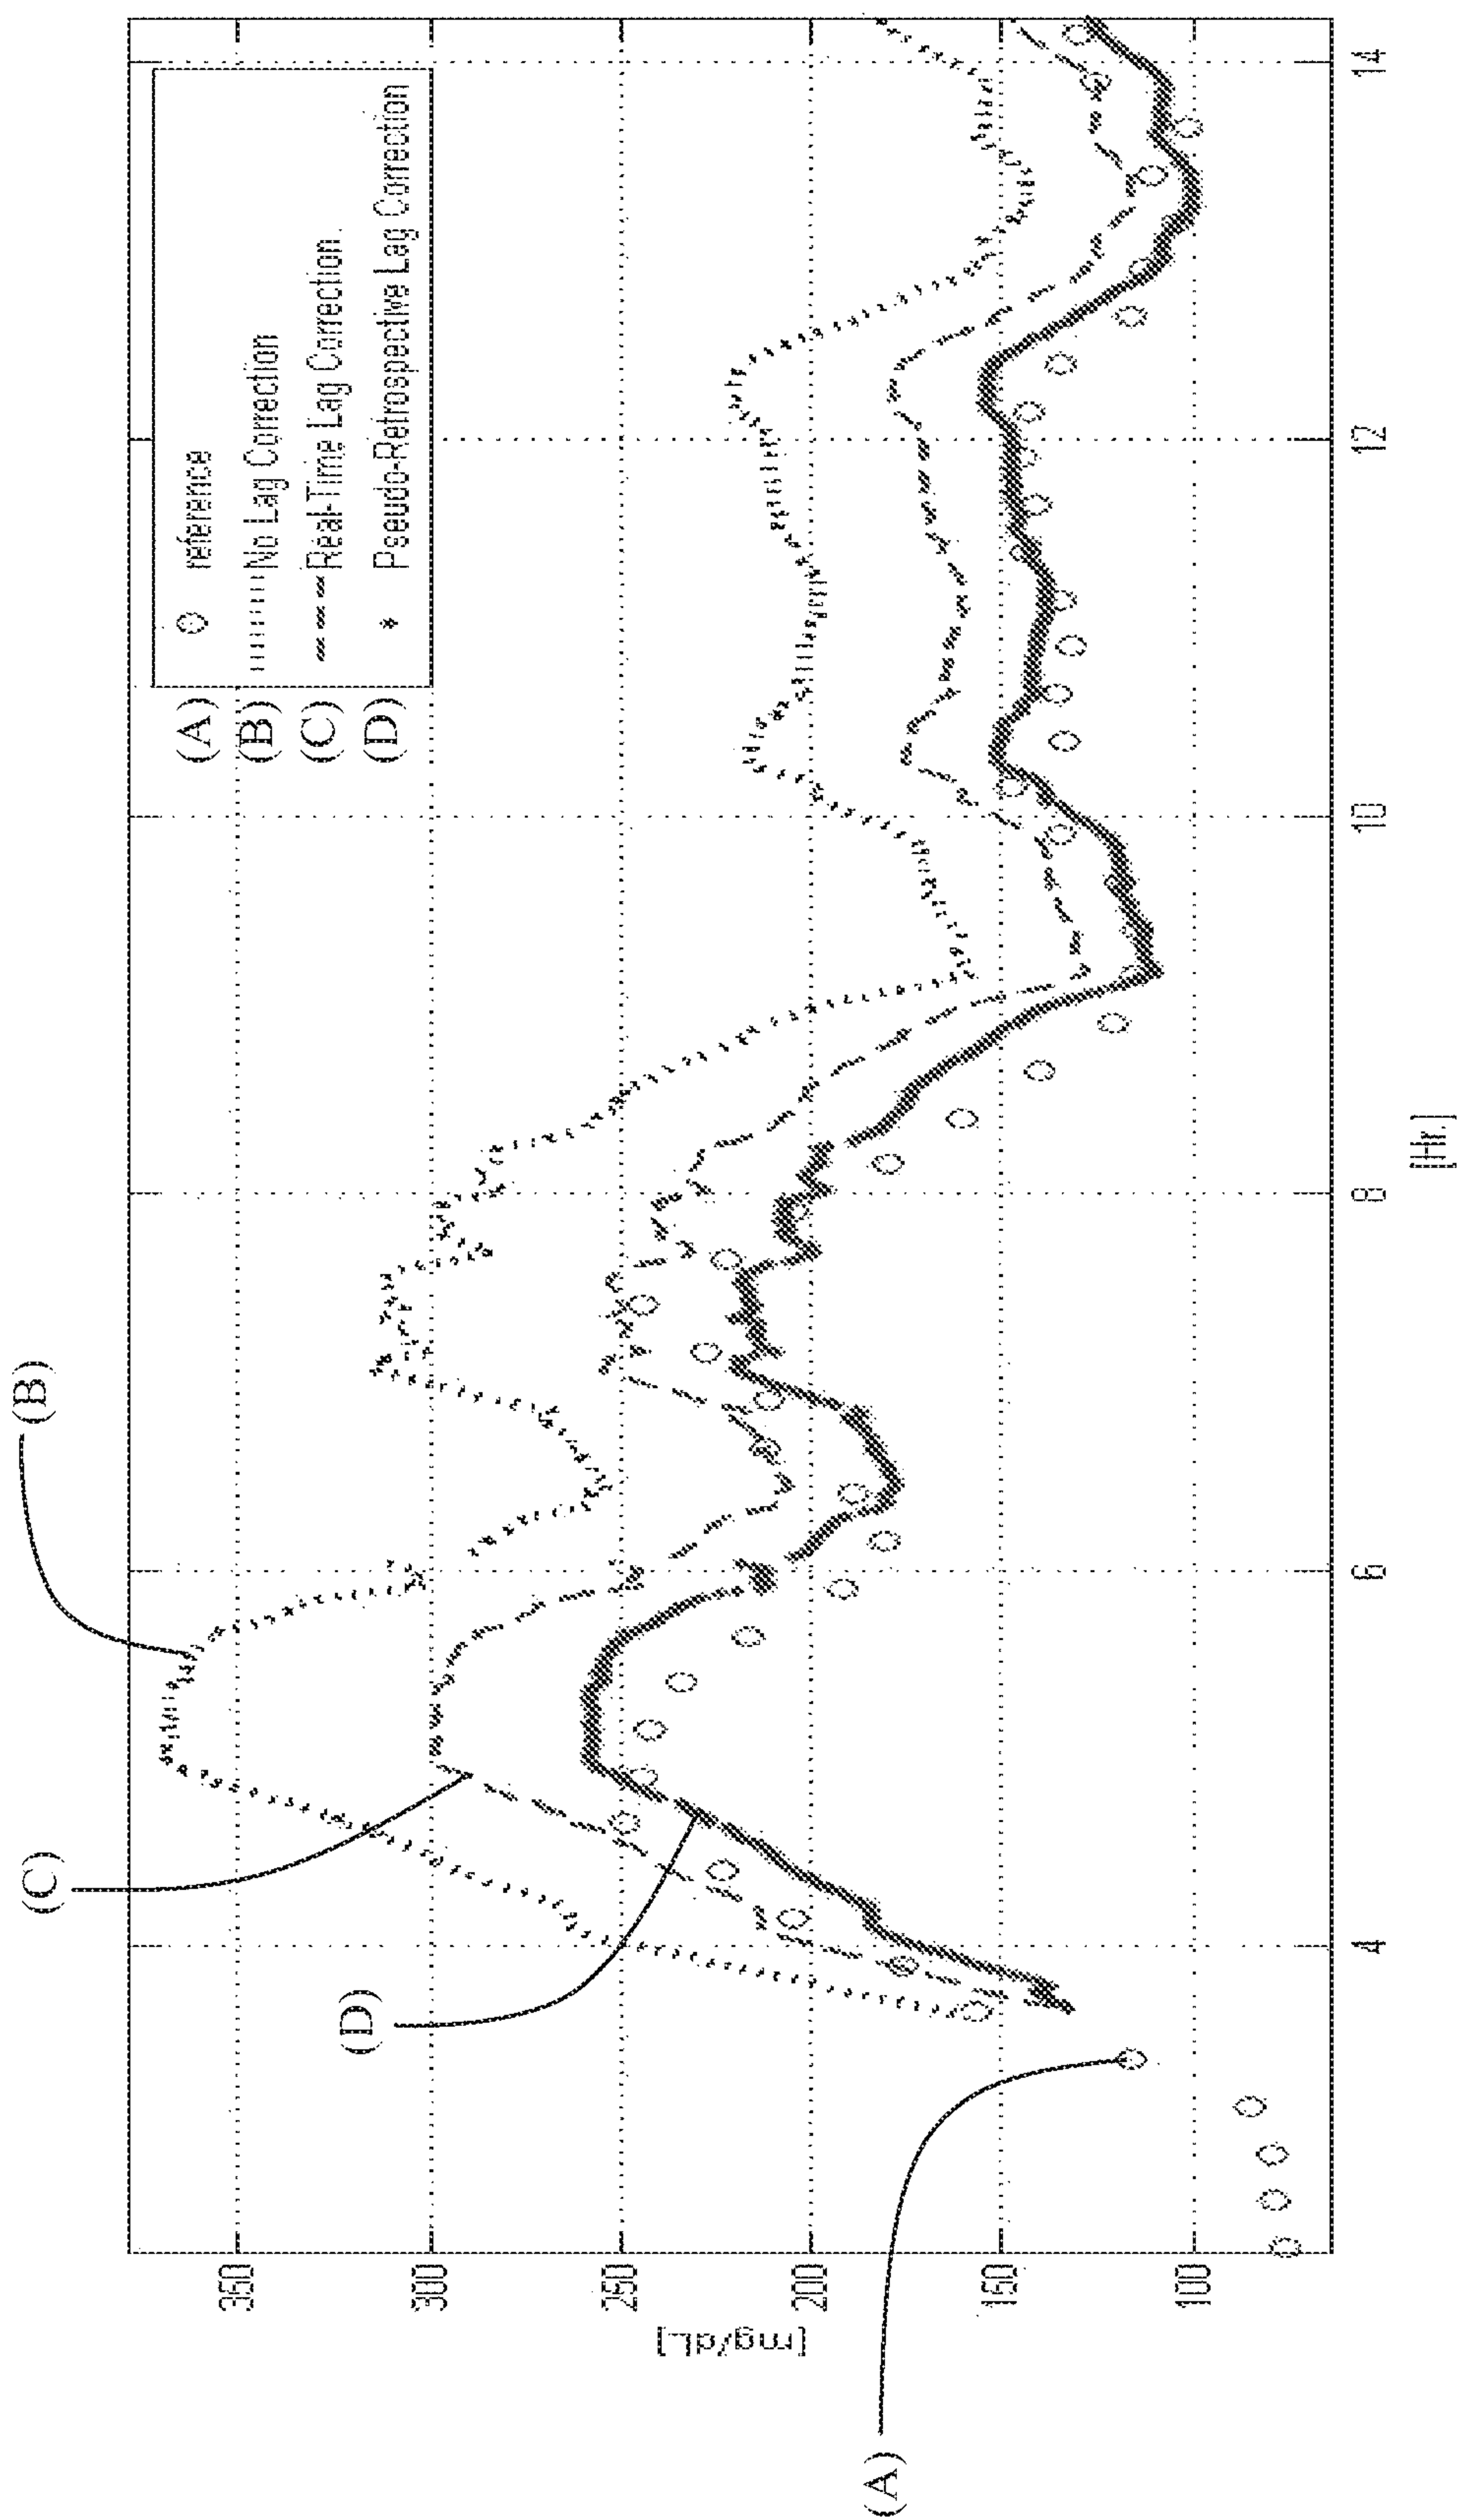 (B)
(C)
(D)
(A)
(A) reference
(B) No Lag Correction
(C) Real-Time Lag Correction.
(D) * Pseudo-Retrospective Lag Correction
350
300
250
200
150
100
[mg/dL]
4
6
8
10
12
14
[Hr.]